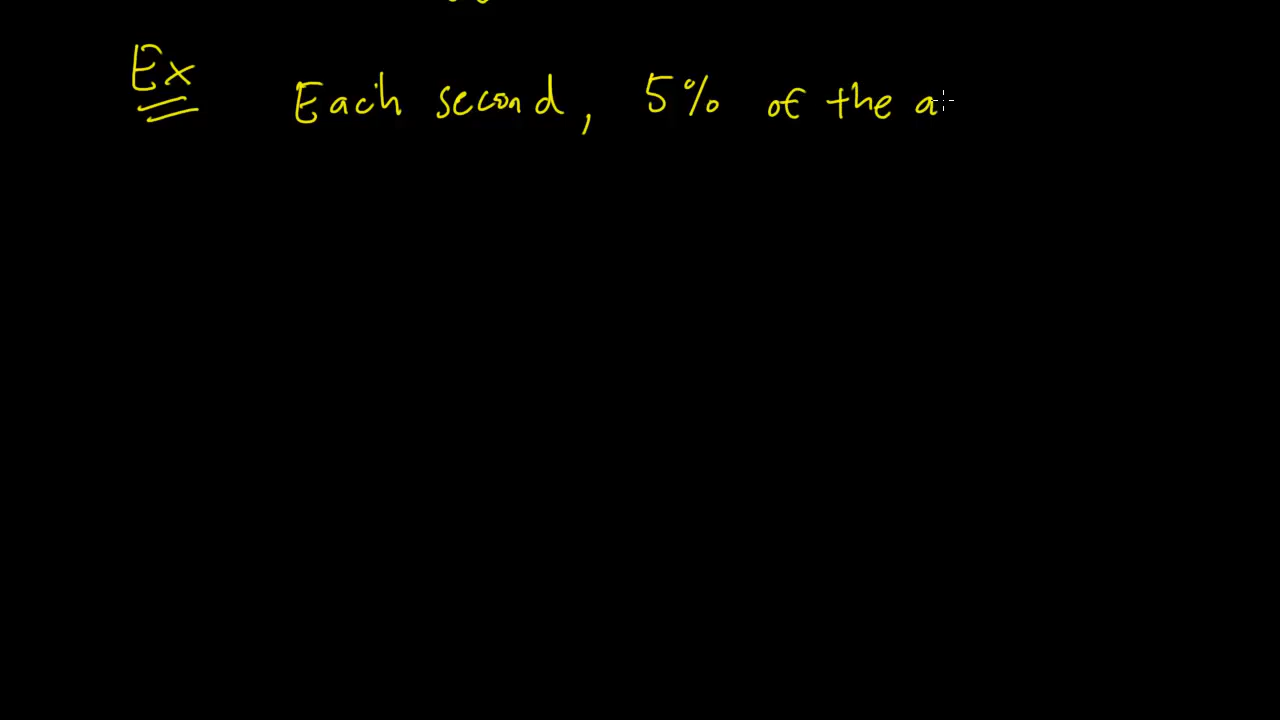 Ex Each second, 5% of the a